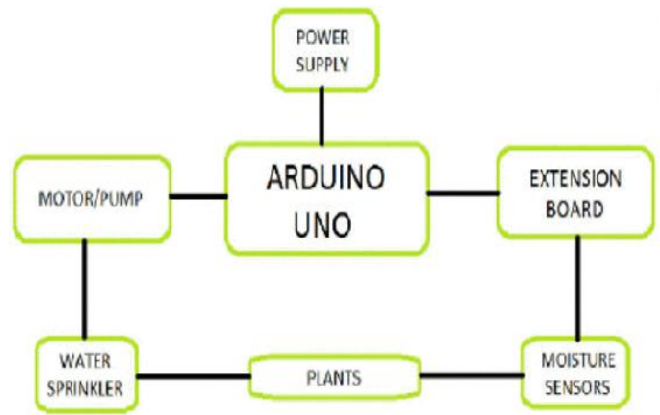 POWER
SUPPLY
MOTOR/PUMP
ARDUINO
UNO
EXTENSION
BOARD
WATER
SPRINKLER
PLANTS
MOISTURE
SENSORS